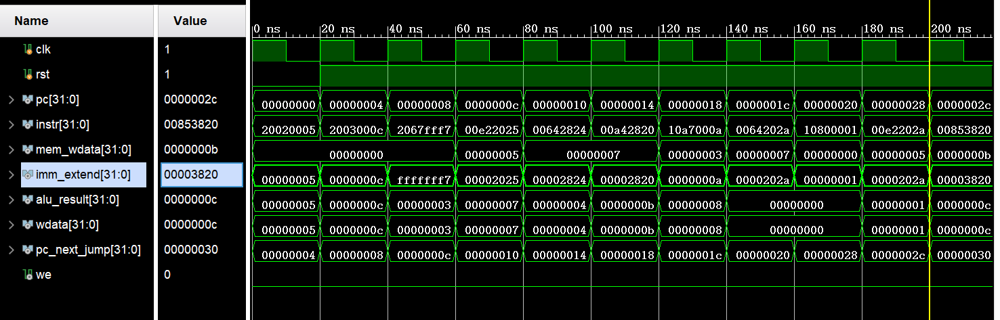 Name Value
0 ns 20 ns 40 ns 60 ns 80 ns 100 ns 120 ns 140 ns 160 ns 180 ns 200 ns
clk 1
rst 1
pc[31:0] 0000002c 00000000 00000004 00000008 0000000c 00000010 00000014 00000018 0000001c 00000020 00000028 0000002c
instr[31:0] 00853820 20020005 2003000c 2067fff7 00e22025 00642824 00a42820 10a7000a 0064202a 10800001 00e2202a 00853820
mem_wdata[31:0] 0000000b 00000000 00000005 00000007 00000003 00000007 00000000 00000005 0000000b
imm_extend[31:0] 00003820 00000005 0000000c fffffff7 00002025 00002824 00002820 0000000a 0000202a 00000001 0000202a 00003820
alu_result[31:0] 0000000c 00000005 0000000c 00000003 00000007 00000004 0000000b 00000008 00000000 00000001 0000000c
wdata[31:0] 0000000c 00000005 0000000c 00000003 00000007 00000004 0000000b 00000008 00000000 00000001 0000000c
pc_next_jump[31:0] 00000030 00000004 00000008 0000000c 00000010 00000014 00000018 0000001c 00000020 00000028 0000002c 00000030
we 0